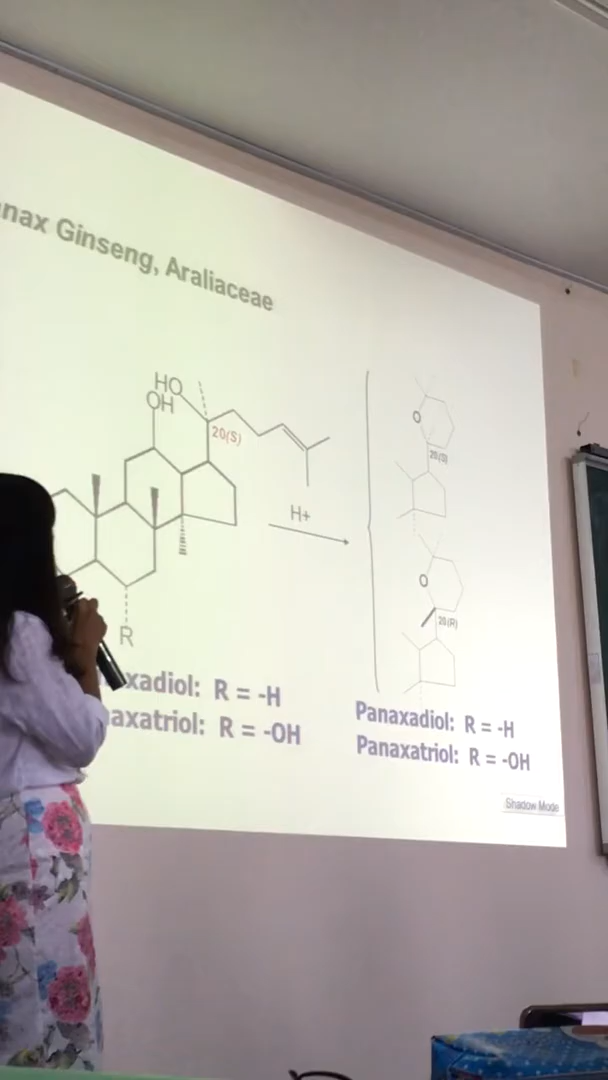 nax Ginseng, Araliaceae
HO
OH
20(S)
H+
R
O
20(S)
O
20(R)
xadiol: R = -H
axatriol: R = -OH
Panaxadiol: R = -H
Panaxatriol: R = -OH
Shadow Mode